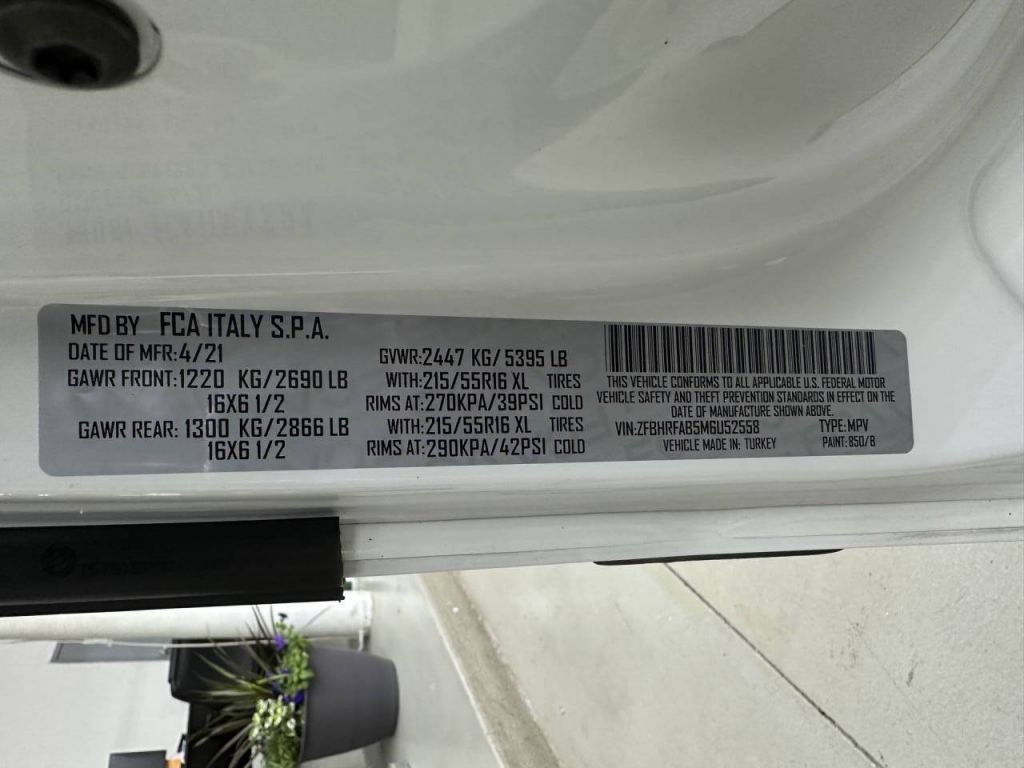 MFD BY FCA ITALY S.P.A.
DATE OF MFR:4/21
GAWR FRONT:1220 KG/2690 LB
16X6 1/2
GAWR REAR: 1300 KG/2866 LB
16X6 1/2
GVWR:2447 KG/5395 LB
WITH:215/55R16 XL TIRES
RIMS AT:270KPA/39PSI COLD
WITH:215/55R16 XL TIRES
RIMS AT:290KPA/42PSI COLD
THIS VEHICLE CONFORMS TO ALL APPLICABLE U.S. FEDERAL MOTOR
VEHICLE SAFETY AND THEFT PREVENTION STANDARDS IN EFFECT ON THE
DATE OF MANUFACTURE SHOWN ABOVE.
VIN:ZFBHRFAB5M6U52558 TYPE:MPV
VEHICLE MADE IN: TURKEY PAINT:850/B